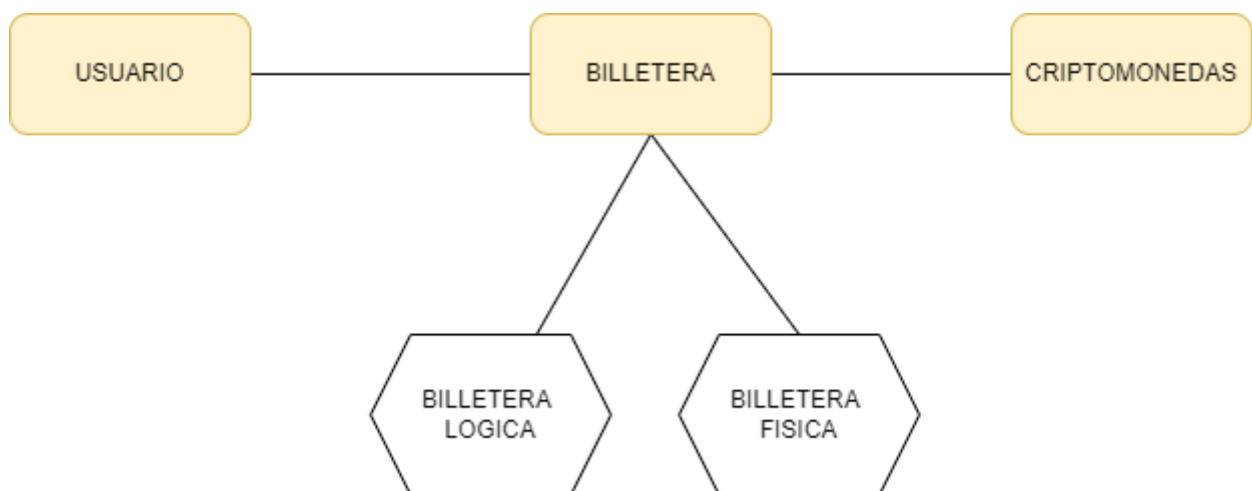 USUARIO
BILLETERA
CRIPTOMONEDAS
BILLETERA
LOGICA
BILLETERA
FISICA